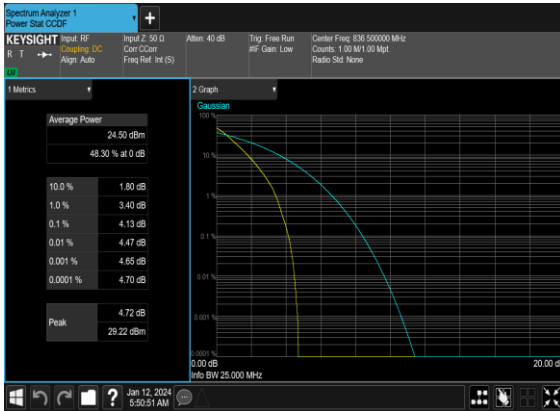 Spectrum Analyzer 1
Power Stat CCDF
KEYSIGHT
R T
LV
Input: RF
Coupling: DC
Align: Auto
Input Z: 50 Ω
Corr CCorr
Freq Ref: Int (S)
Atten: 40 dB
Trig: Free Run
#IF Gain: Low
Center Freq: 836.500000 MHz
Counts: 1.00 M/1.00 Mpt
Radio Std: None
1 Metrics
Average Power
24.50 dBm
48.30 % at 0 dB
10.0 % 1.80 dB
1.0 % 3.40 dB
0.1 % 4.13 dB
0.01 % 4.47 dB
0.001 % 4.65 dB
0.0001 % 4.70 dB
Peak
4.72 dB
29.22 dBm
2 Graph
Gaussian
100 %
10 %
1 %
0.1 %
0.01 %
0.001 %
0.0001 %
0.00 dB
20.00 d
Info BW 25.000 MHz
?
Jan 12, 2024
5:50:51 AM